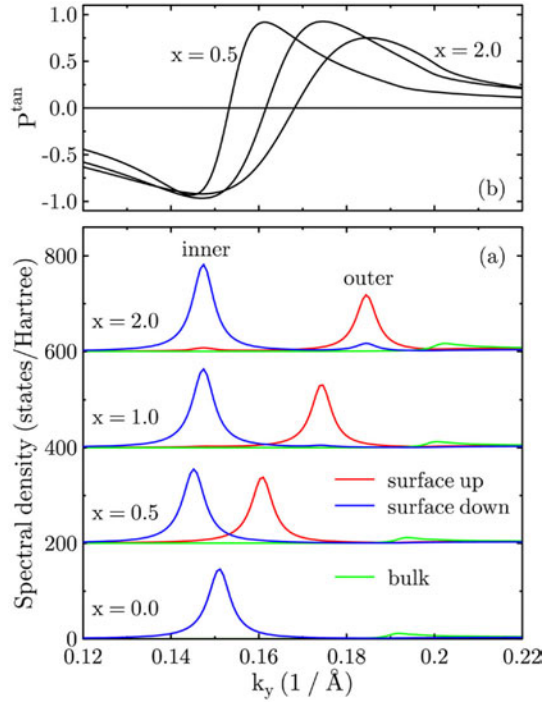 1.0
0.5
0.0
-0.5
-1.0
P^tan
x = 0.5
x = 2.0
(b)
800
600
400
200
0
Spectral density (states/Hartree)
inner
(a)
outer
x = 2.0
x = 1.0
surface up
surface down
x = 0.5
bulk
x = 0.0
0.12 0.14 0.16 0.18 0.2 0.22
k_y (1 / Å)